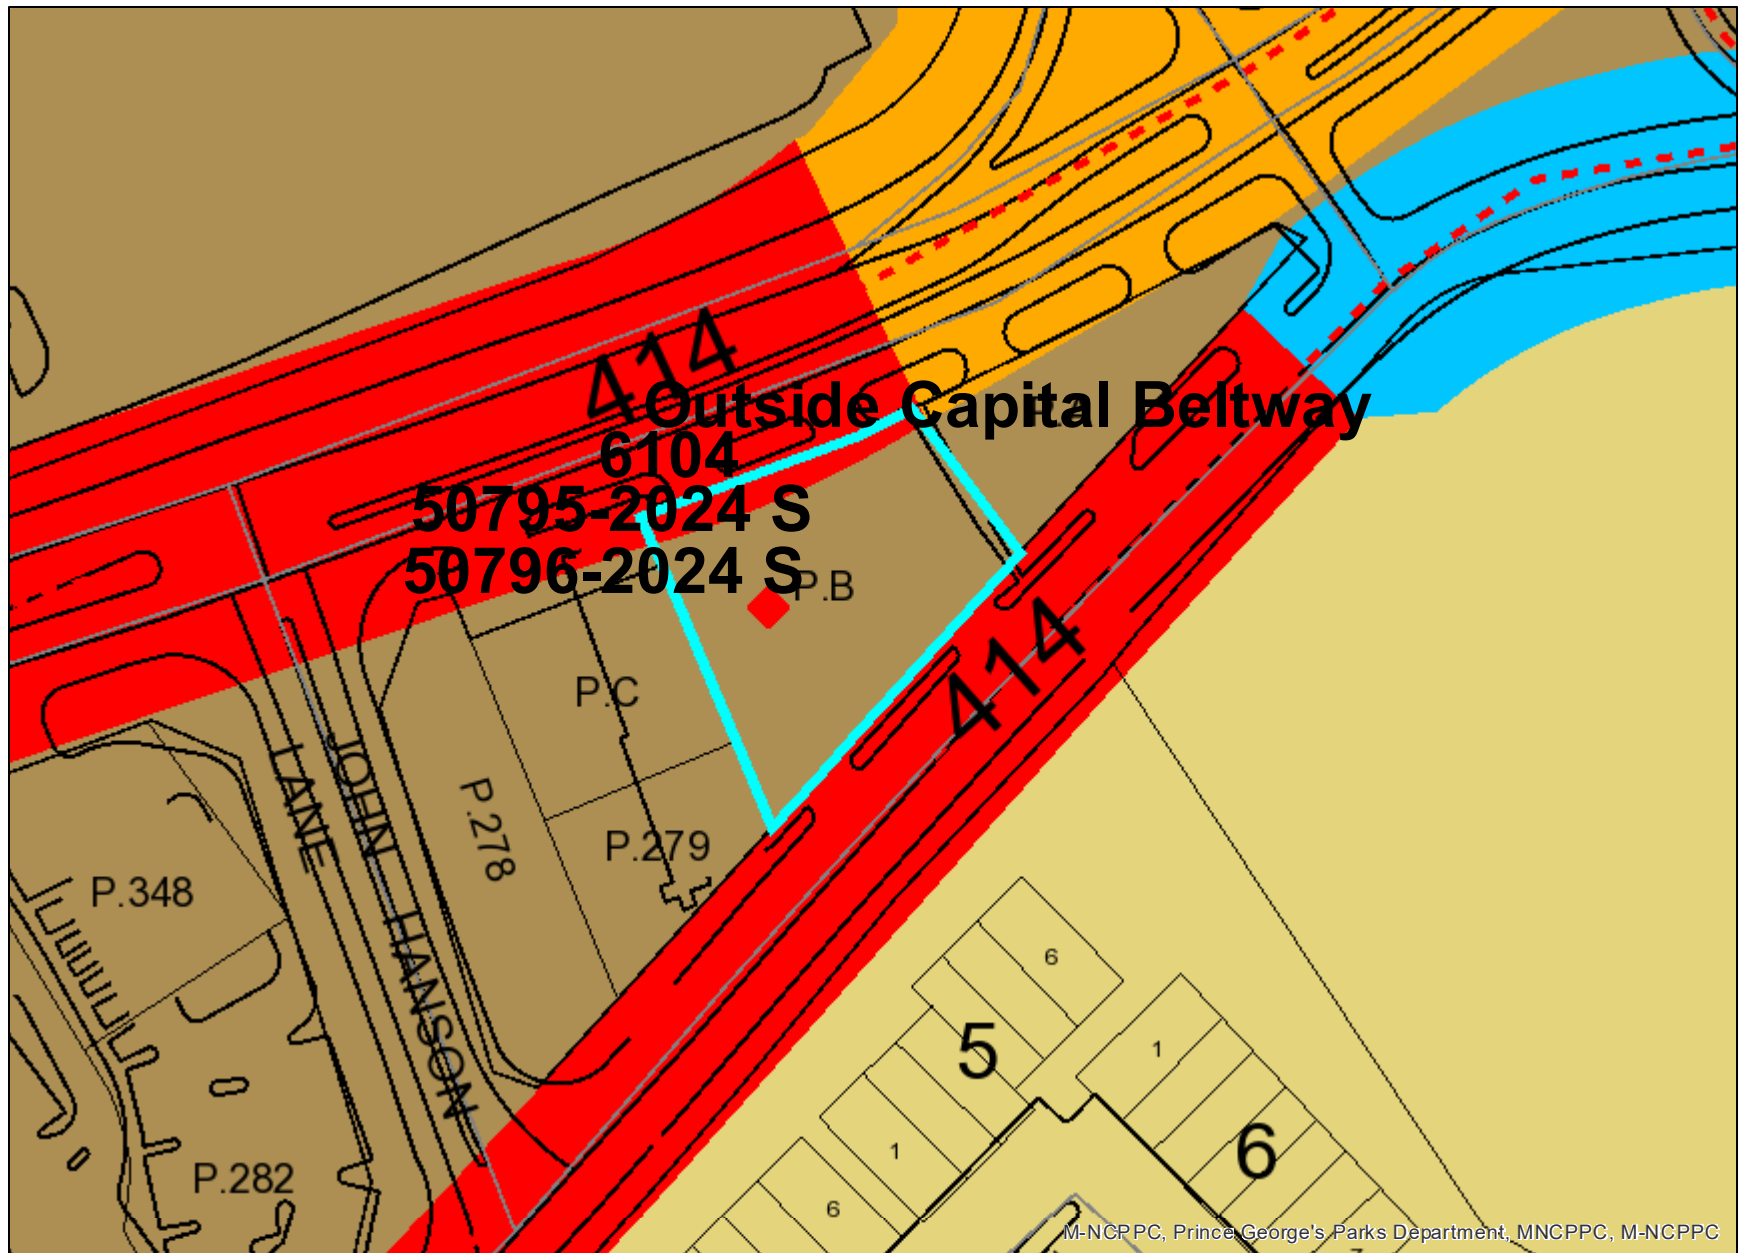 414
Outside Capital Beltway
6104
50795-2024 S
50796-2024 S
P.B
P.C
414
JOHN HANSON
LANE
P.278
P.279
P.348
6
5
1
1
6
6
P.282
M-NCPPC, Prince George's Parks Department, MNCPPC, M-NCPPC